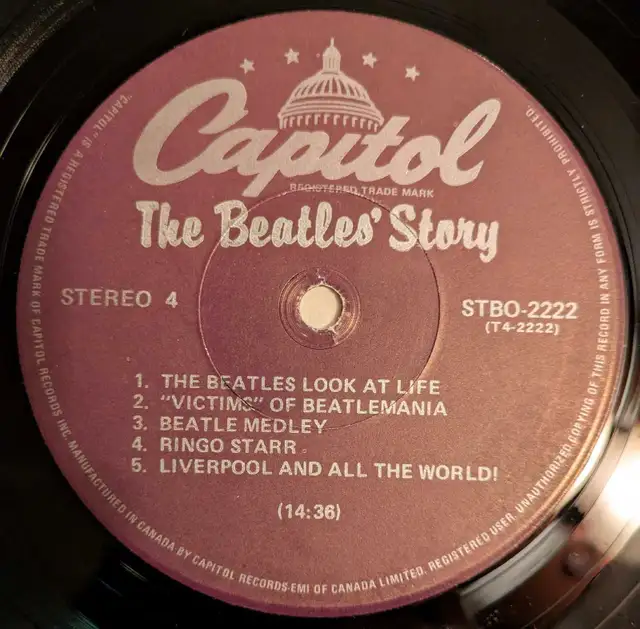 Capitol
REGISTERED TRADE MARK
The Beatles' Story
STEREO 4
STBO-2222
(T4-2222)
1. THE BEATLES LOOK AT LIFE
2. "VICTIMS" OF BEATLEMANIA
3. BEATLE MEDLEY
4. RINGO STARR
5. LIVERPOOL AND ALL THE WORLD!
(14:36)
"CAPITOL" IS A REGISTERED TRADE MARK OF CAPITOL RECORDS INC. MANUFACTURED IN CANADA BY CAPITOL RECORDS-EMI OF CANADA LIMITED. REGISTERED USER. UNAUTHORIZED COPYING OF THIS RECORD IN ANY FORM IS STRICTLY PROHIBITED.